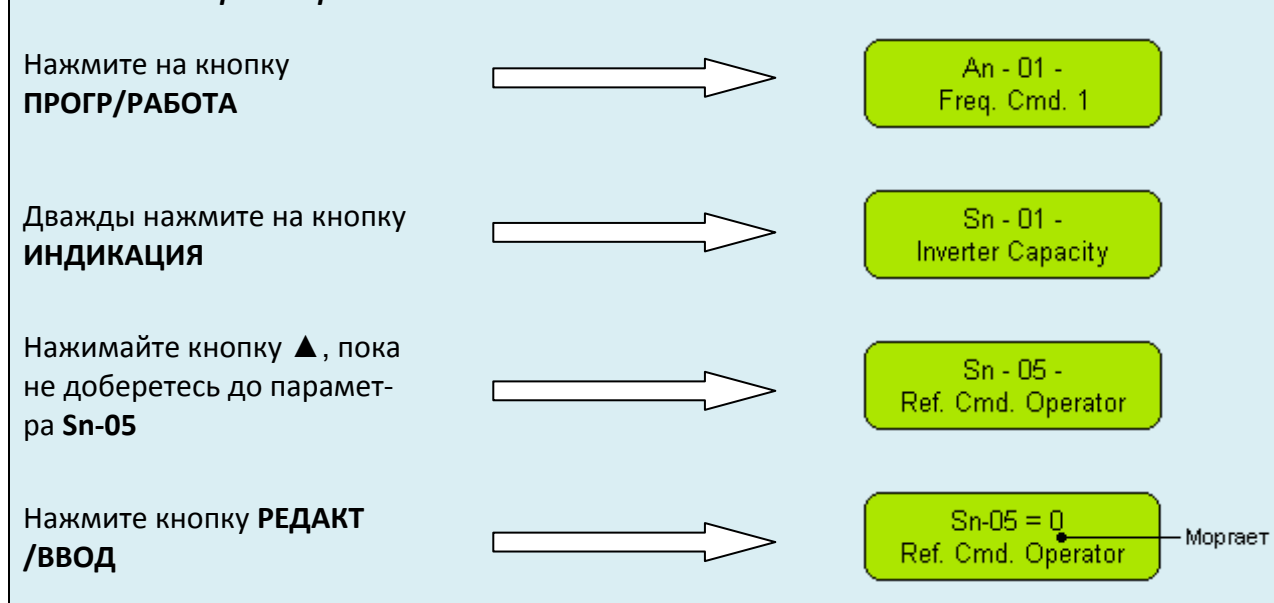 Нажмите на кнопку
ПРОГР/РАБОТА
An - 01 -
Freq. Cmd. 1
Дважды нажмите на кнопку
ИНДИКАЦИЯ
Sn - 01 -
Inverter Capacity
Нажимайте кнопку ▲, пока
не доберетесь до парамет-
ра Sn-05
Sn - 05 -
Ref. Cmd. Operator
Нажмите кнопку РЕДАКТ
/ВВОД
Sn-05 = 0
Ref. Cmd. Operator
Моргает